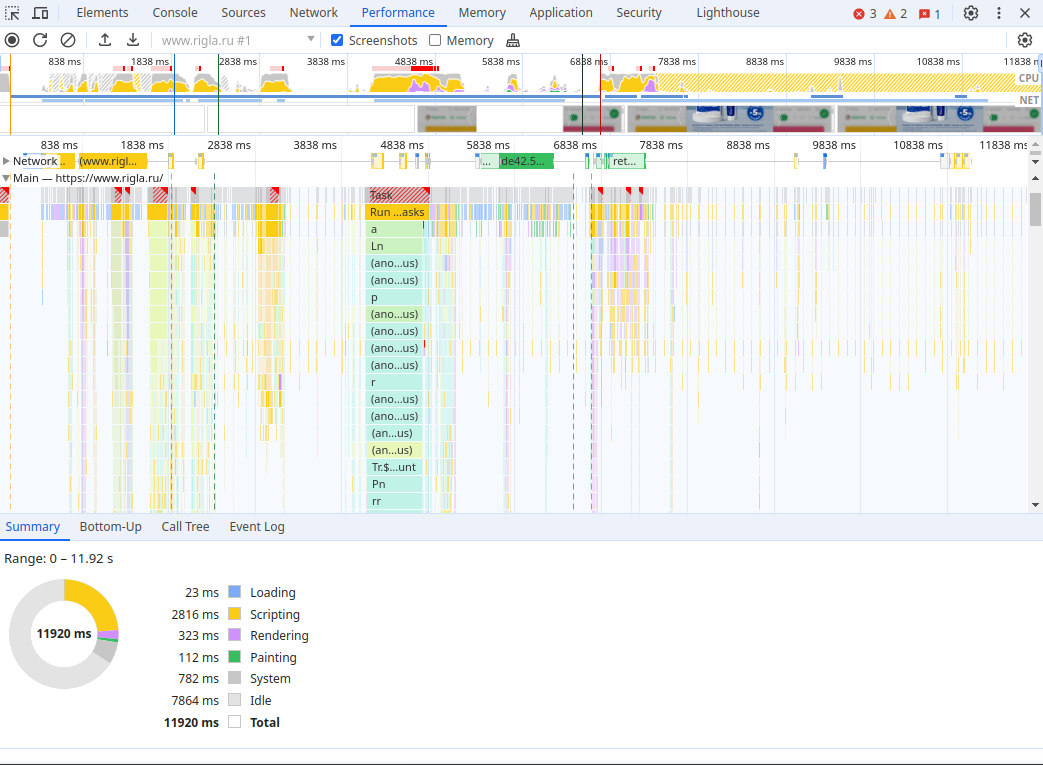 Elements Console Sources Network Performance Memory Application Security Lighthouse 3 2 1
www.rigla.ru #1 Screenshots Memory
838 ms 1838 ms 2838 ms 3838 ms 4838 ms 5838 ms 6838 ms 7838 ms 8838 ms 9838 ms 10838 ms 11838 m
CPU
NET
838 ms 1838 ms 2838 ms 3838 ms 4838 ms 5838 ms 6838 ms 7838 ms 8838 ms 9838 ms 10838 ms 11838 ms
Network... (www.rigl... ... de42.5... ret...
Main — https://www.rigla.ru/
Task
Run ...asks
a
Ln
(ano...us)
(ano...us)
p
(ano...us)
(ano...us)
(ano...us)
(ano...us)
r
(ano...us)
(ano...us)
(an...us)
(an...us)
Tr.$...unt
Pn
rr
Summary Bottom-Up Call Tree Event Log
Range: 0 – 11.92 s
23 ms Loading
2816 ms Scripting
323 ms Rendering
11920 ms
112 ms Painting
782 ms System
7864 ms Idle
11920 ms Total